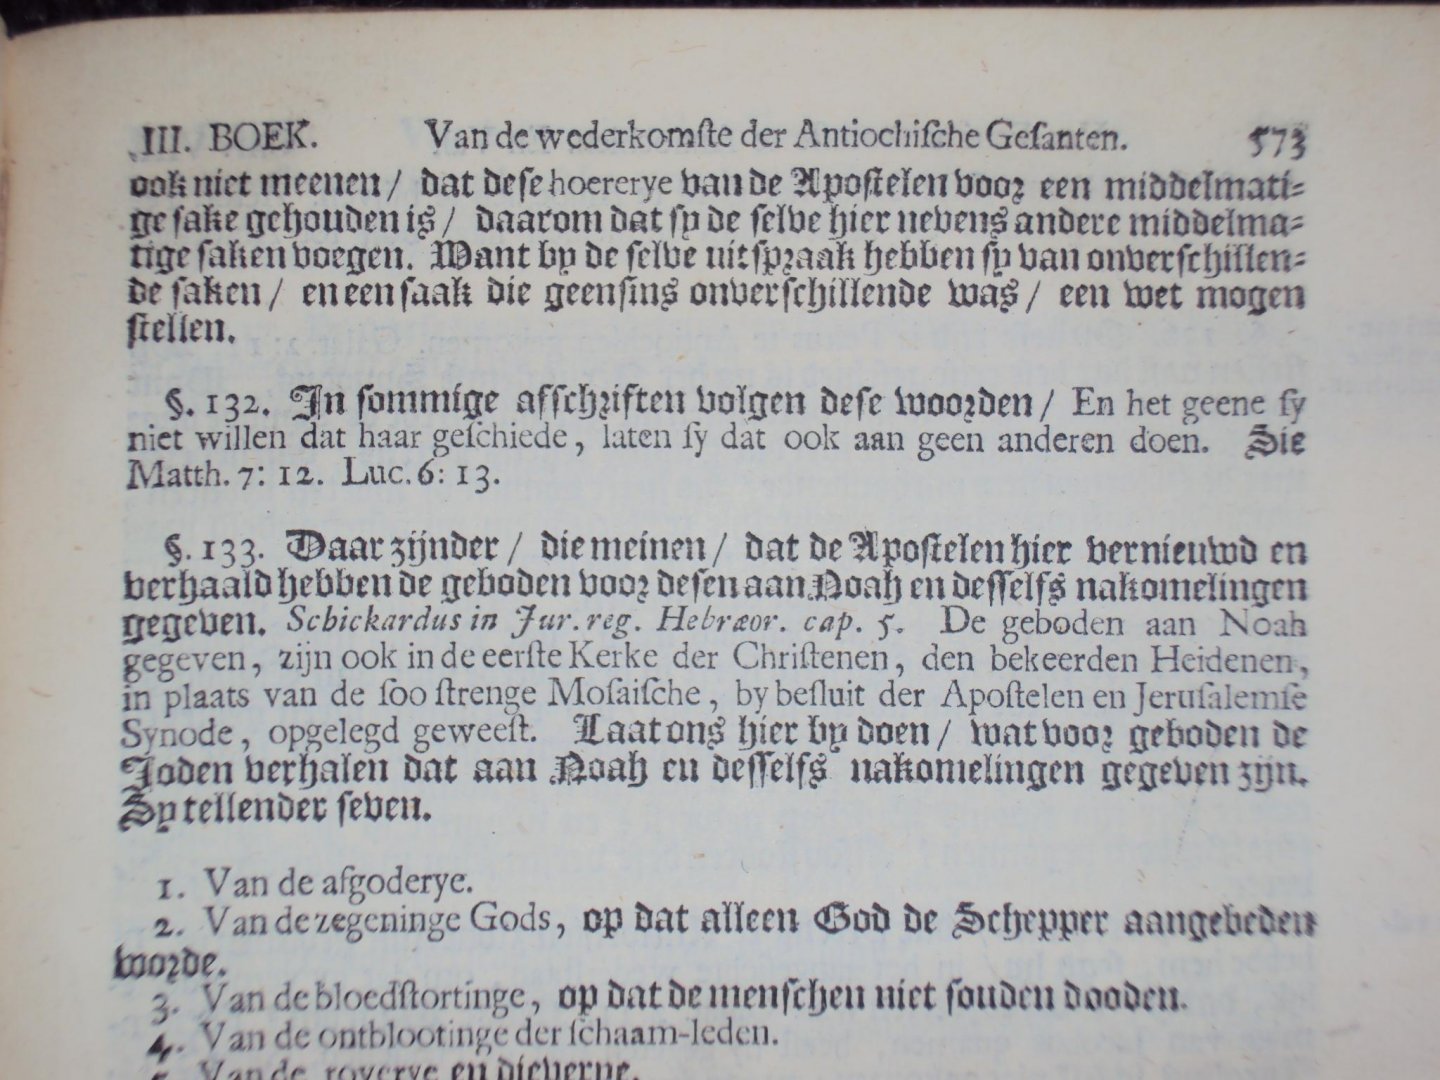 III. BOEK. Van de wederkomſte der Antiochiſche Geſanten. 573
ook niet meenen / dat deſe hoererye van de Apoſtelen voor een middelmati-
ge ſake gehouden is / daarom dat ſy de ſelve hier nevens andere middelma-
tige ſaken voegen. Want by de ſelve uitſpraak hebben ſy van onverſchillen-
de ſaken / en een ſaak die geenſins onverſchillende was / een wet mogen
ſtellen.
§. 132. In ſommige afſchriften volgen deſe woorden / En het geene ſy
niet willen dat haar geſchiede, laten ſy dat ook aan geen anderen doen. Sie
Matth. 7: 12. Luc. 6: 13.
§. 133. Daar zijnder / die meinen / dat de Apoſtelen hier vernieuwd en
verhaald hebben de geboden voor deſen aan Noah en deſſelfs nakomelingen
gegeven. Schickardus in Jur. reg. Hebræor. cap. 5. De geboden aan Noah
gegeven, zijn ook in de eerſte Kerke der Chriſtenen, den bekeerden Heidenen,
in plaats van de ſoo ſtrenge Moſaiſche, by beſluit der Apoſtelen en Jeruſalemſe
Synode, opgelegd geweeſt. Laat ons hier by doen / wat voor geboden de
Joden verhalen dat aan Noah en deſſelfs nakomelingen gegeven zijn.
Sy tellender ſeven.
1. Van de afgoderye.
2. Van de zegeninge Gods, op dat alleen God de Schepper aangebeden
worde.
3. Van de bloedſtortinge, op dat de menſchen niet ſouden dooden.
4. Van de ontblootinge der ſchaam-leden.
5. Van de roverye en dieverye.